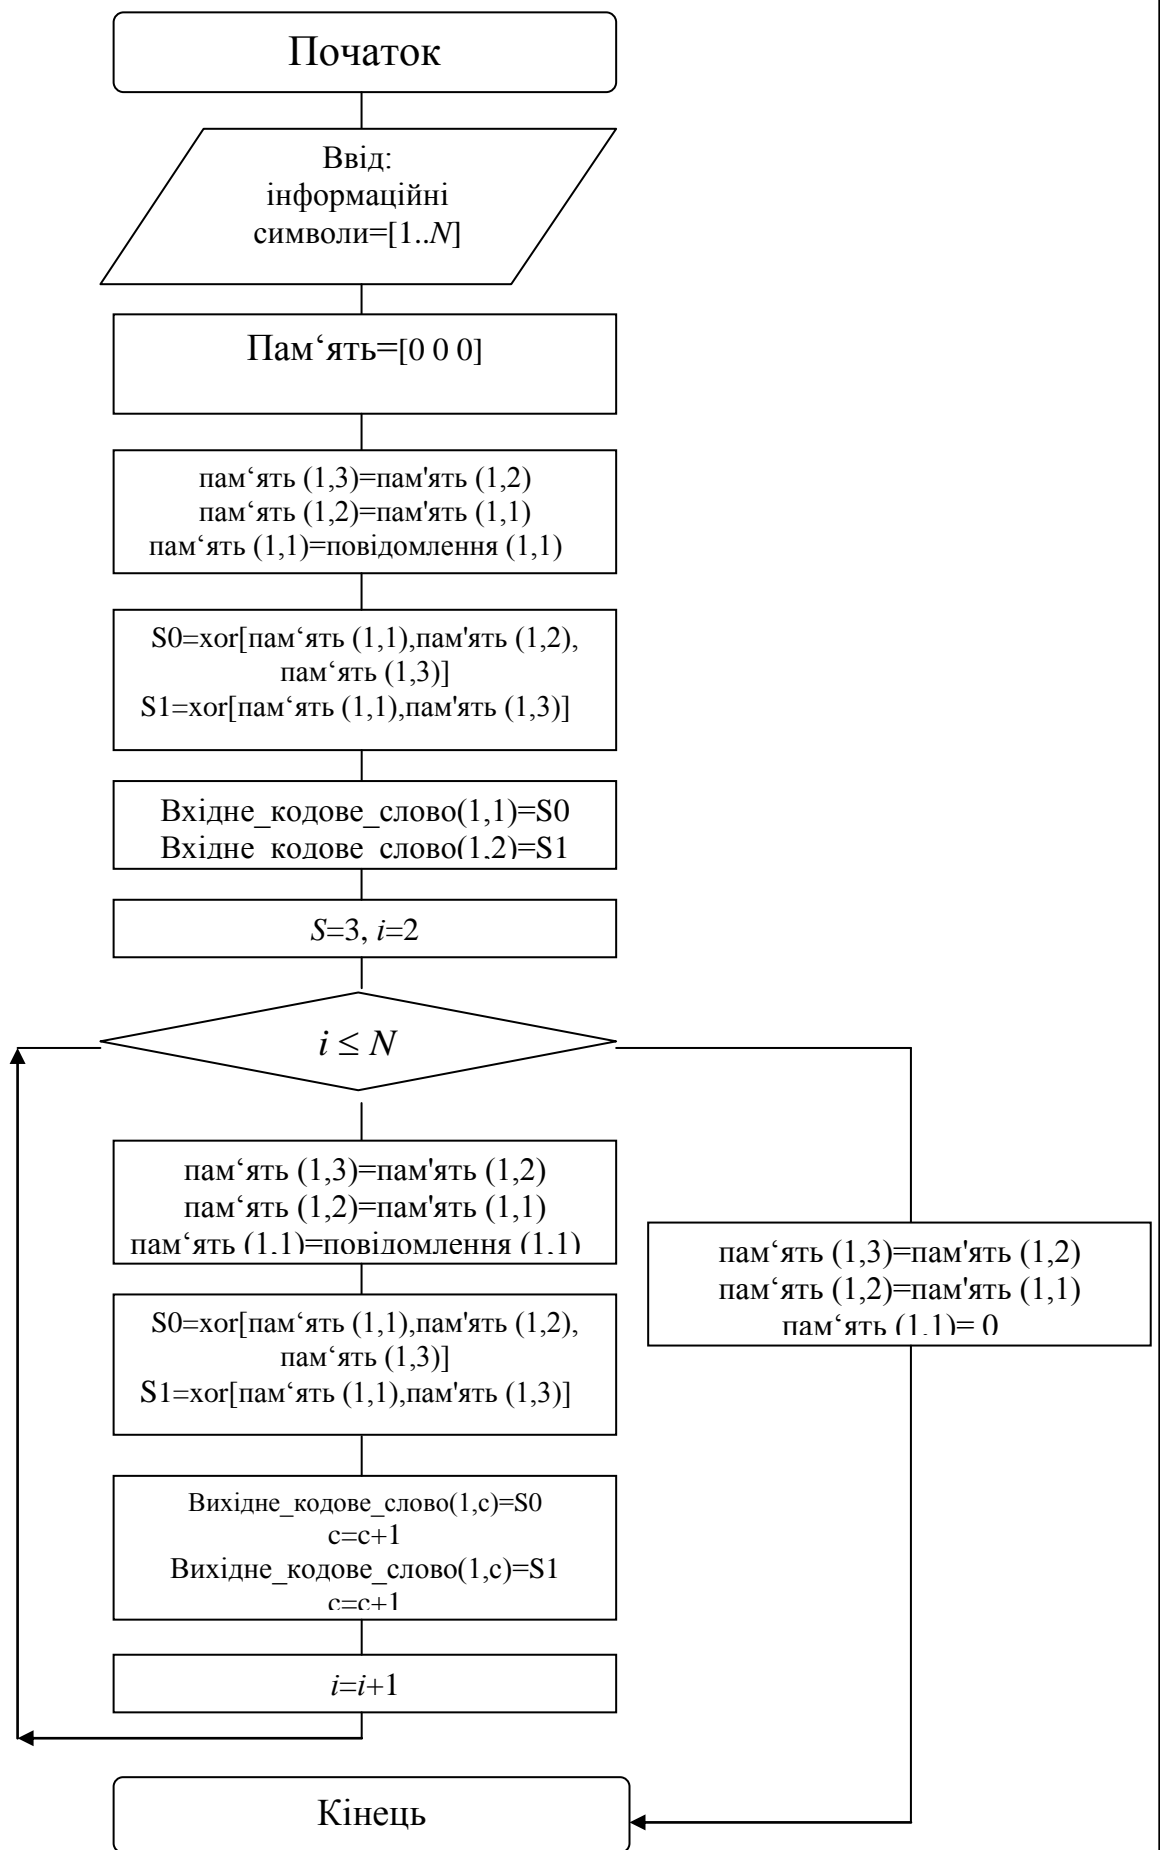 Початок
Ввід:
інформаційні
символи=[1..N]
Пам‘ять=[0 0 0]
пам‘ять (1,3)=пам'ять (1,2)
пам‘ять (1,2)=пам'ять (1,1)
пам‘ять (1,1)=повідомлення (1,1)
S0=xor[пам‘ять (1,1),пам'ять (1,2),
пам‘ять (1,3)]
S1=xor[пам‘ять (1,1),пам'ять (1,3)]
Вхідне_кодове_слово(1,1)=S0
Вхідне_кодове_слово(1,2)=S1
S=3, i=2
i ≤ N
пам‘ять (1,3)=пам'ять (1,2)
пам‘ять (1,2)=пам'ять (1,1)
пам‘ять (1,1)=повідомлення (1,1)
S0=xor[пам‘ять (1,1),пам'ять (1,2),
пам‘ять (1,3)]
S1=xor[пам‘ять (1,1),пам'ять (1,3)]
Вихідне_кодове_слово(1,c)=S0
c=c+1
Вихідне_кодове_слово(1,c)=S1
c=c+1
i=i+1
пам‘ять (1,3)=пам'ять (1,2)
пам‘ять (1,2)=пам'ять (1,1)
пам‘ять (1,1)= 0
Кінець